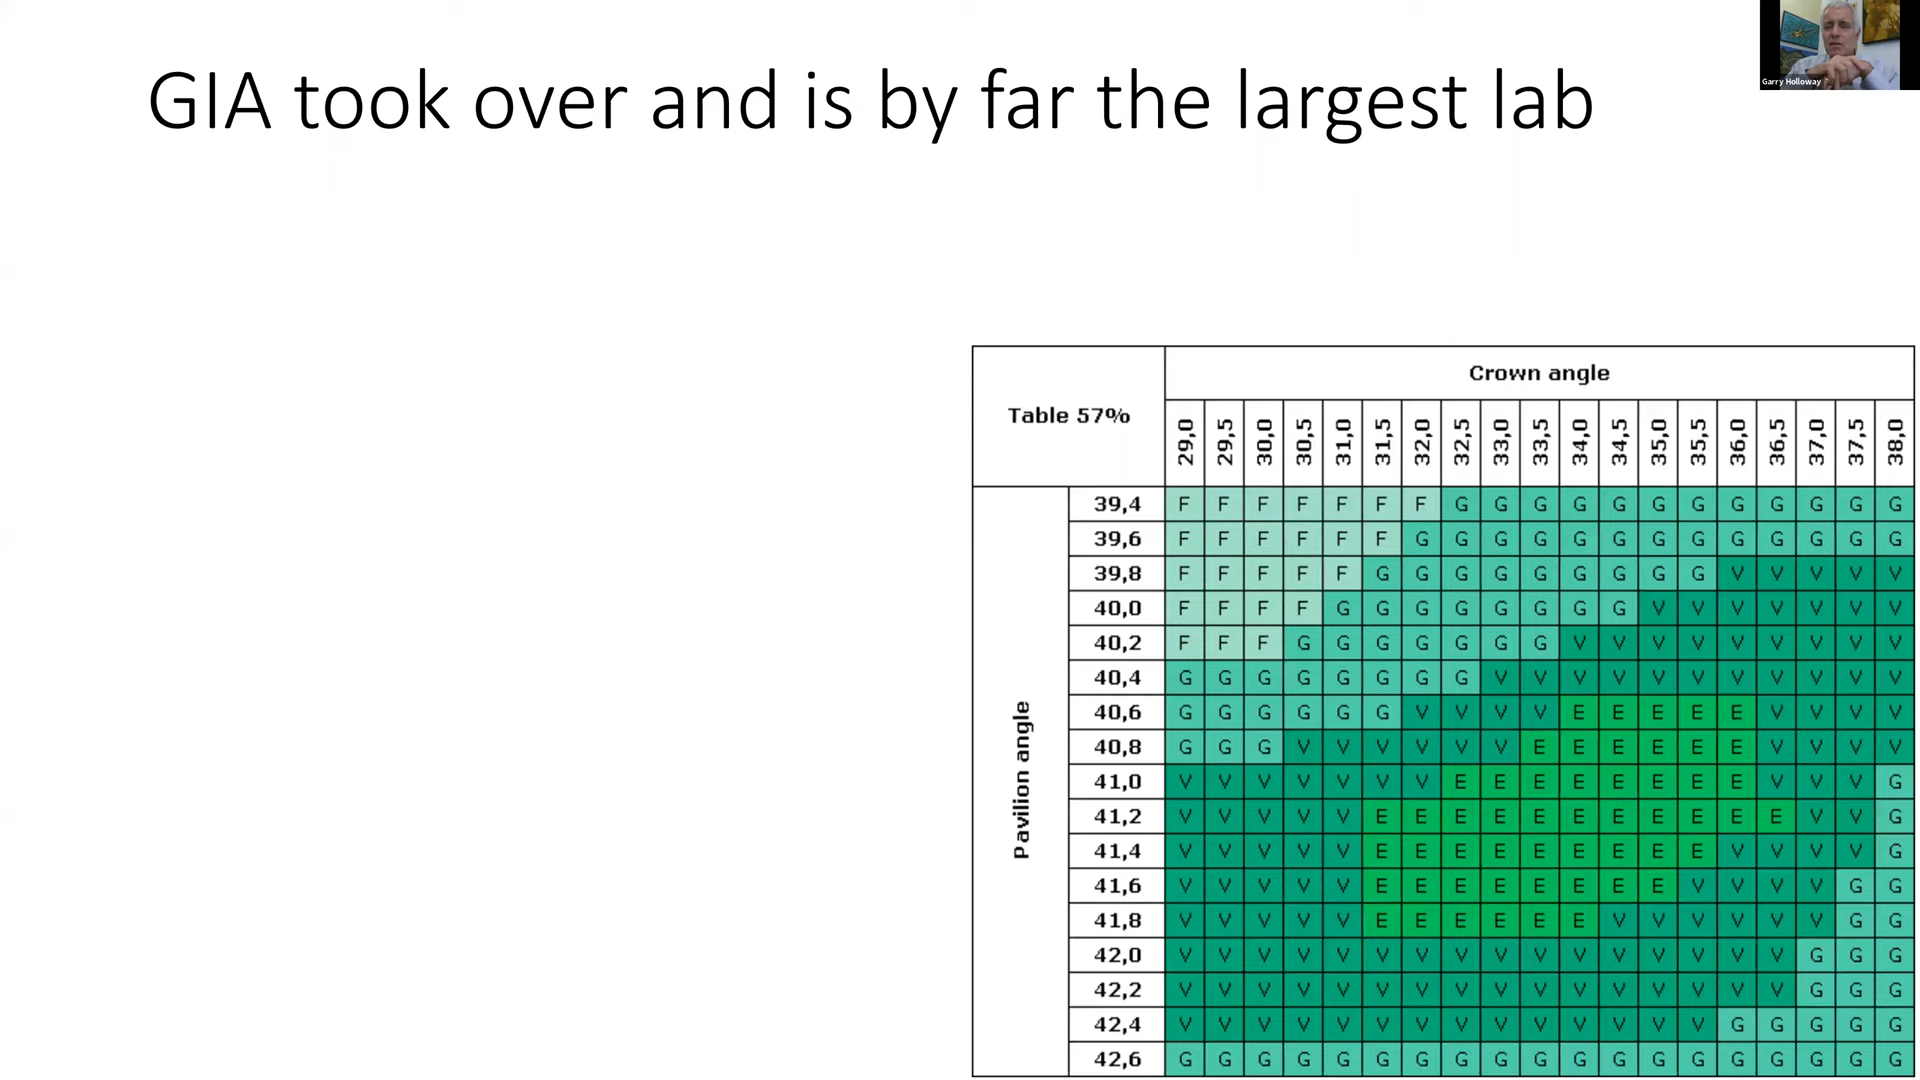 GIA took over and is by far the largest lab
Garry Holloway
Table 57%
Crown angle
29,0 29,5 30,0 30,5 31,0 31,5 32,0 32,5 33,0 33,5 34,0 34,5 35,0 35,5 36,0 36,5 37,0 37,5 38,0
Pavilion angle
39,4 F F F F F F F G G G G G G G G G G G G
39,6 F F F F F F G G G G G G G G G G G G G
39,8 F F F F F G G G G G G G G G V V V V V
40,0 F F F F G G G G G G G G V V V V V V V
40,2 F F F G G G G G G G V V V V V V V V V
40,4 G G G G G G G G V V V V V V V V V V V
40,6 G G G G G G V V V V E E E E E V V V V
40,8 G G G V V V V V V E E E E E E V V V V
41,0 V V V V V V V E E E E E E E E V V V G
41,2 V V V V V E E E E E E E E E E E V V G
41,4 V V V V V E E E E E E E E E V V V V G
41,6 V V V V V E E E E E E E E V V V V G G
41,8 V V V V V E E E E E E V V V V V V G G
42,0 V V V V V V V V V V V V V V V V G G G
42,2 V V V V V V V V V V V V V V V V G G G
42,4 V V V V V V V V V V V V V V G G G G G
42,6 G G G G G G G G G G G G G G G G G G G